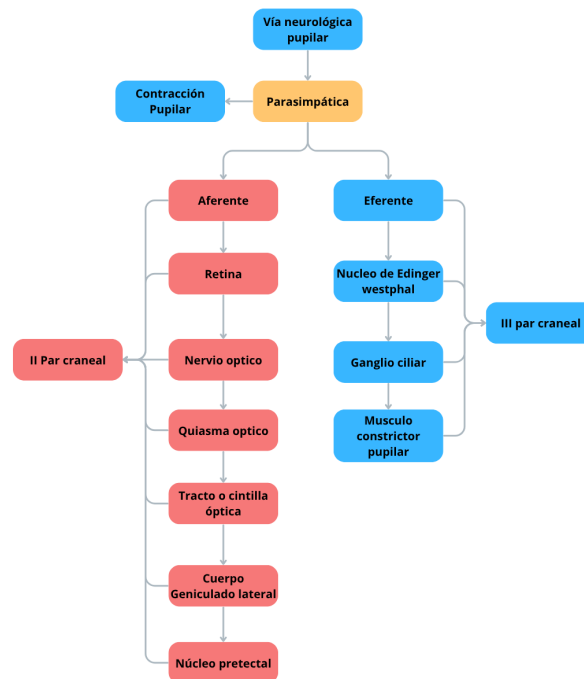 Vía neurológica
pupilar
Contracción
Pupilar
Parasimpática
Aferente
Eferente
Retina
Nucleo de Edinger
westphal
III par craneal
II Par craneal
Nervio optico
Ganglio ciliar
Quiasma optico
Musculo
constrictor
pupilar
Tracto o cintilla
óptica
Cuerpo
Geniculado lateral
Núcleo pretectal